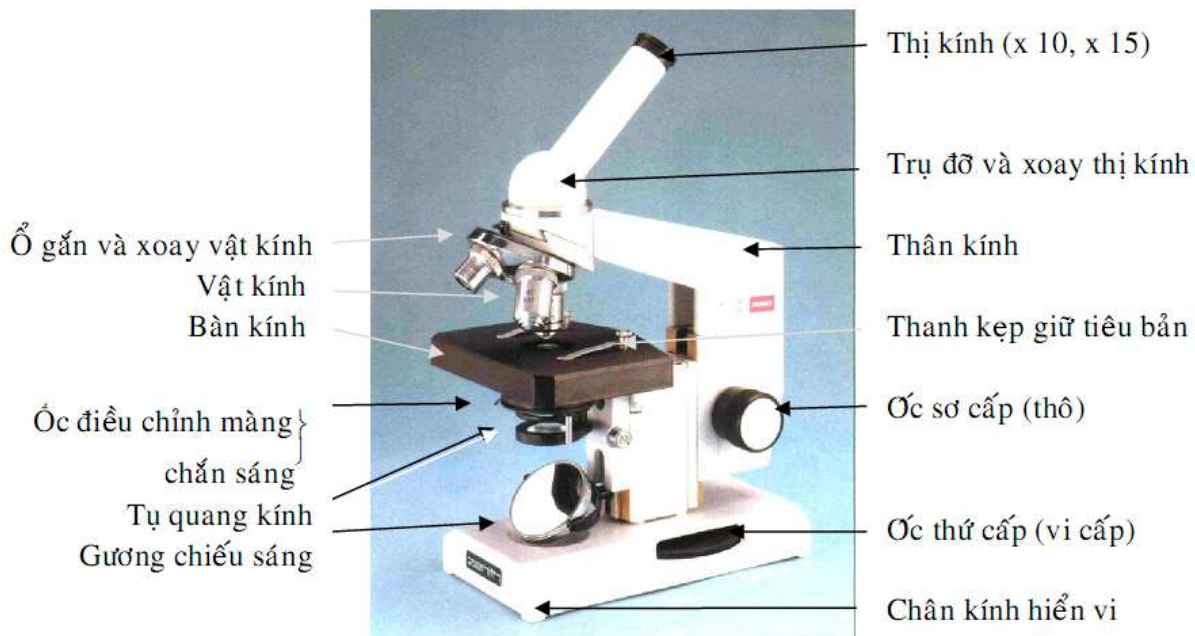 Thị kính (x 10, x 15)
Trụ đỡ và xoay thị kính
Ổ gắn và xoay vật kính
Thân kính
Vật kính
Bàn kính
Thanh kẹp giữ tiêu bản
Ốc điều chỉnh màng
chắn sáng
Ốc sơ cấp (thô)
Tụ quang kính
Gương chiếu sáng
Ốc thứ cấp (vi cấp)
Chân kính hiển vi